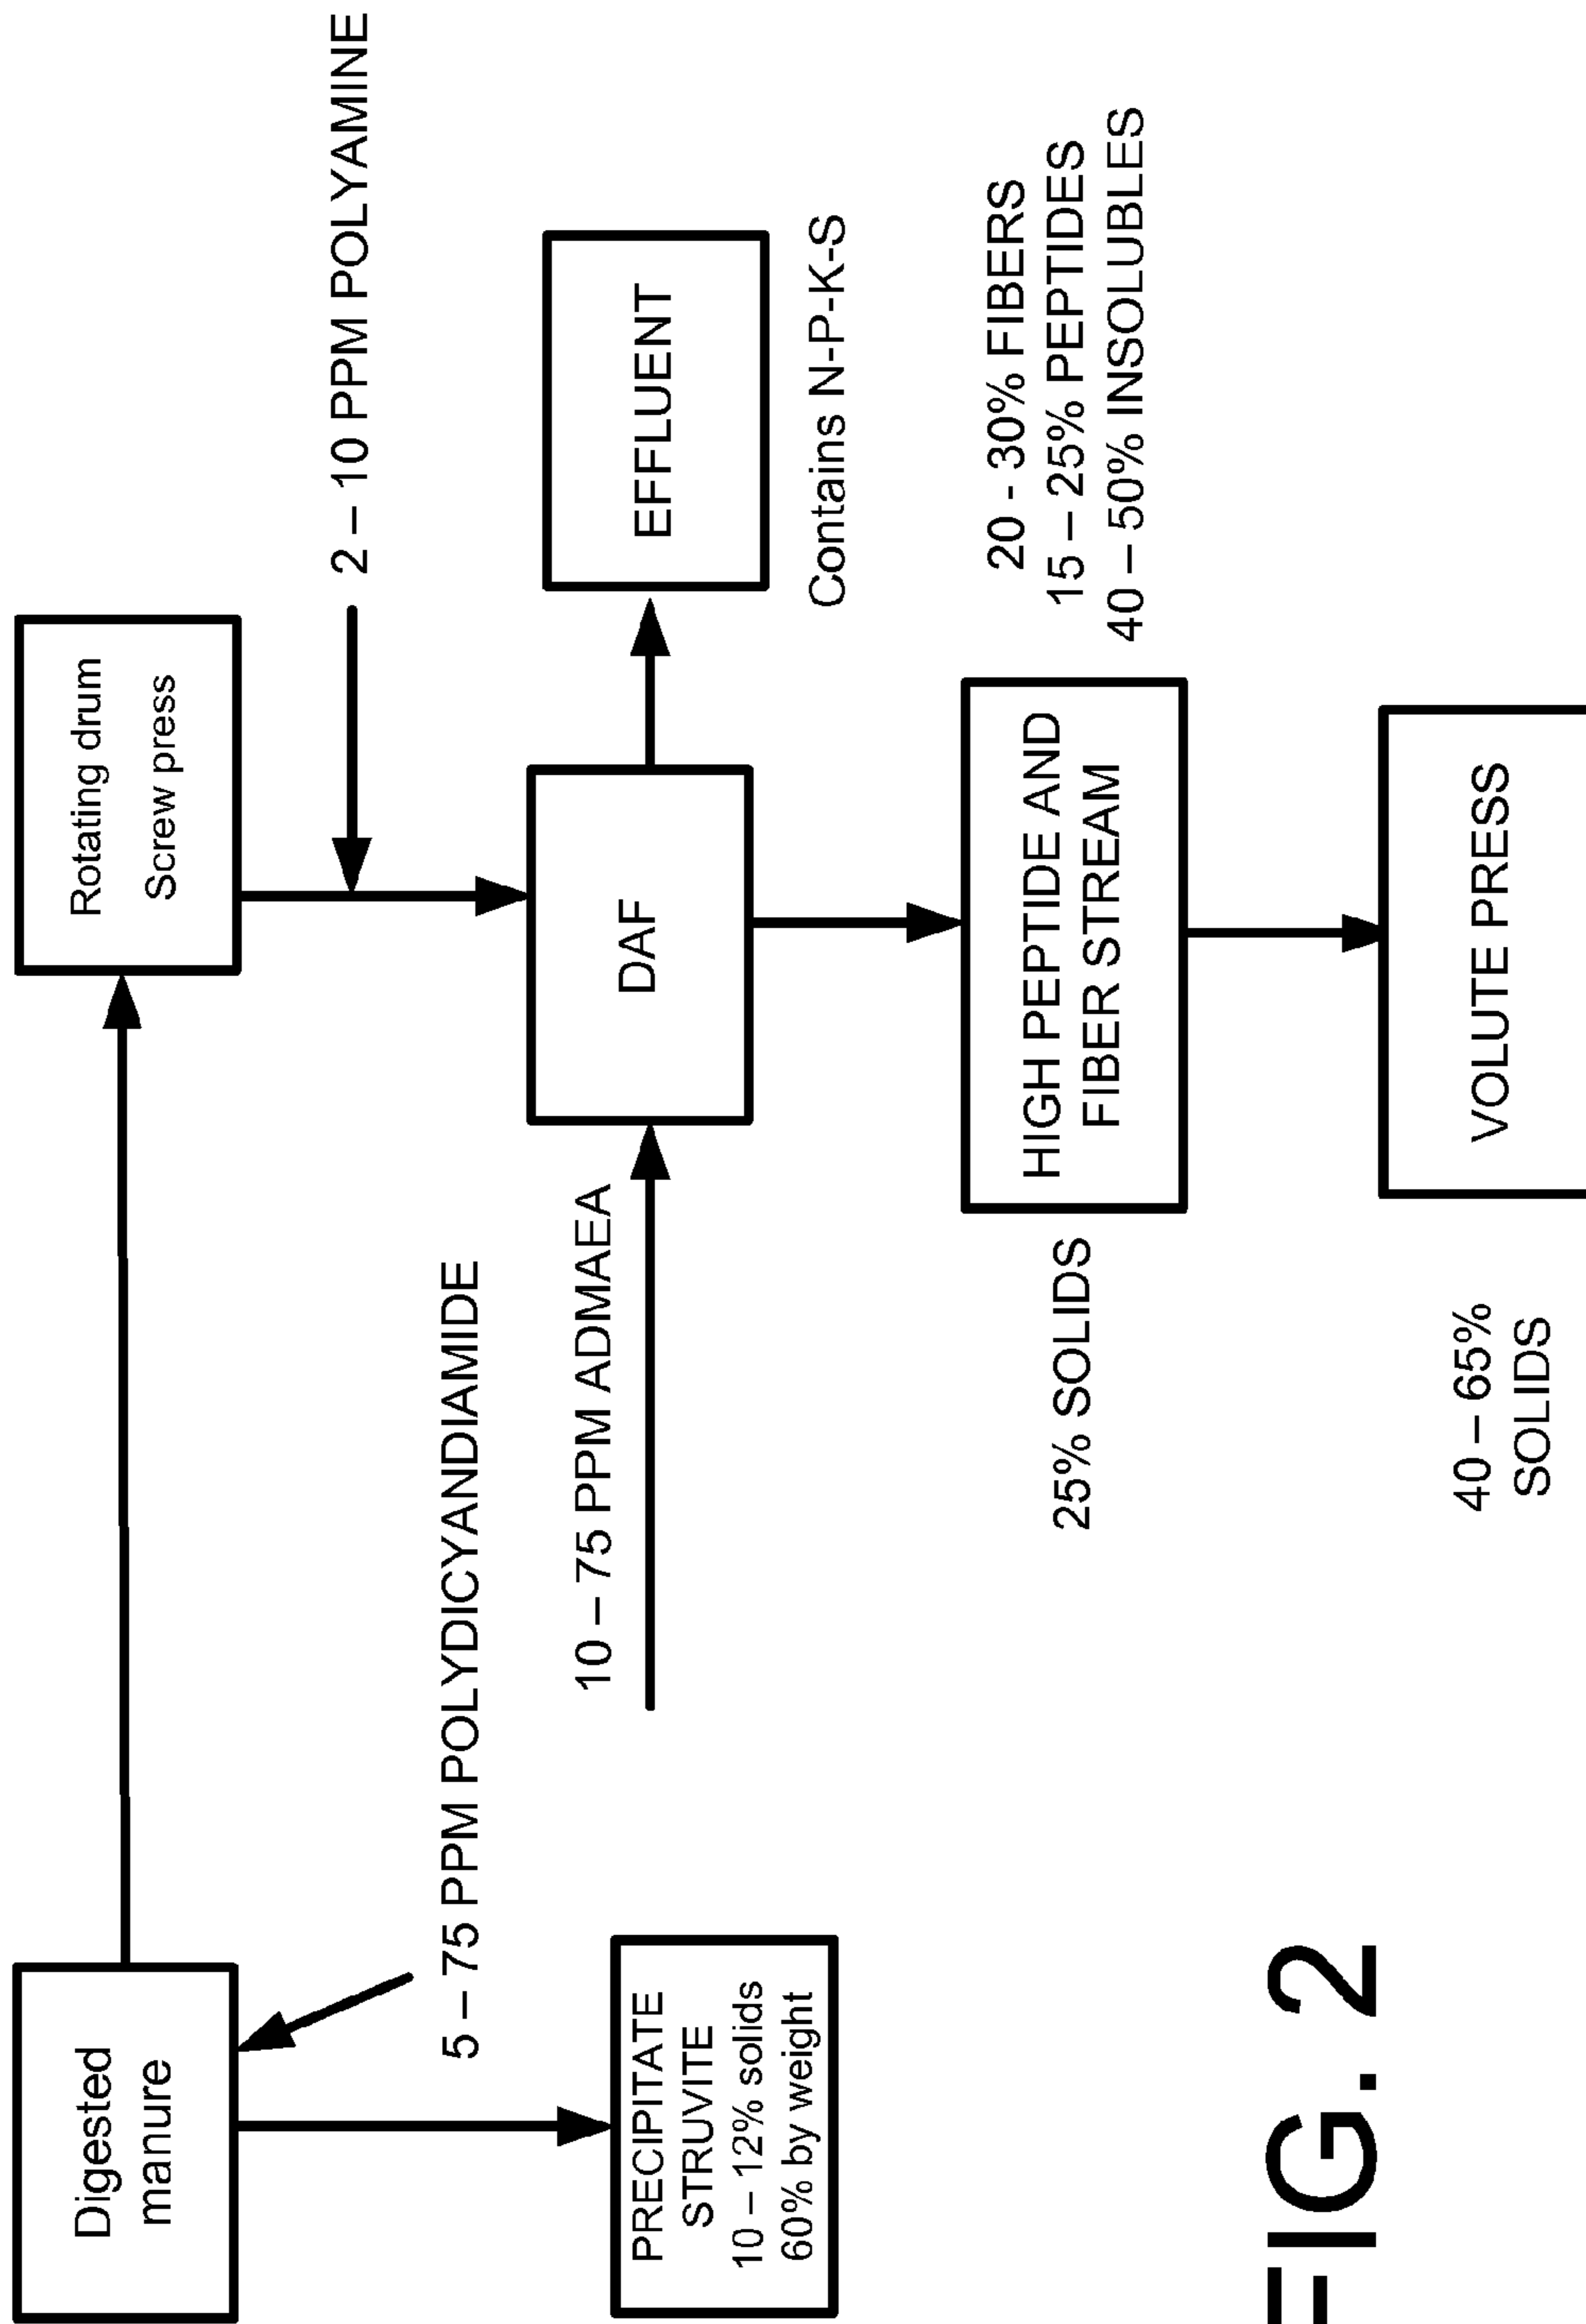 Digested
manure
Rotating drum
Screw press
2 – 10 PPM POLYAMINE
5 – 75 PPM POLYDICYANDIAMIDE
PRECIPITATE
STRUVITE
10 – 12% solids
60% by weight
10 – 75 PPM ADMAEA
DAF
EFFLUENT
Contains N-P-K-S
25% SOLIDS
HIGH PEPTIDE AND
FIBER STREAM
20 - 30% FIBERS
15 – 25% PEPTIDES
40 – 50% INSOLUBLES
40 – 65%
SOLIDS
VOLUTE PRESS
FIG. 2